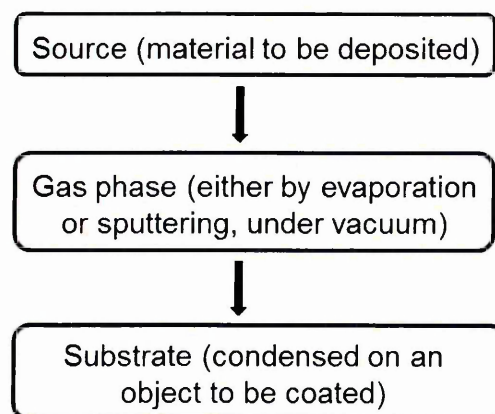 Source (material to be deposited)
Gas phase (either by evaporation
or sputtering, under vacuum)
Substrate (condensed on an
object to be coated)